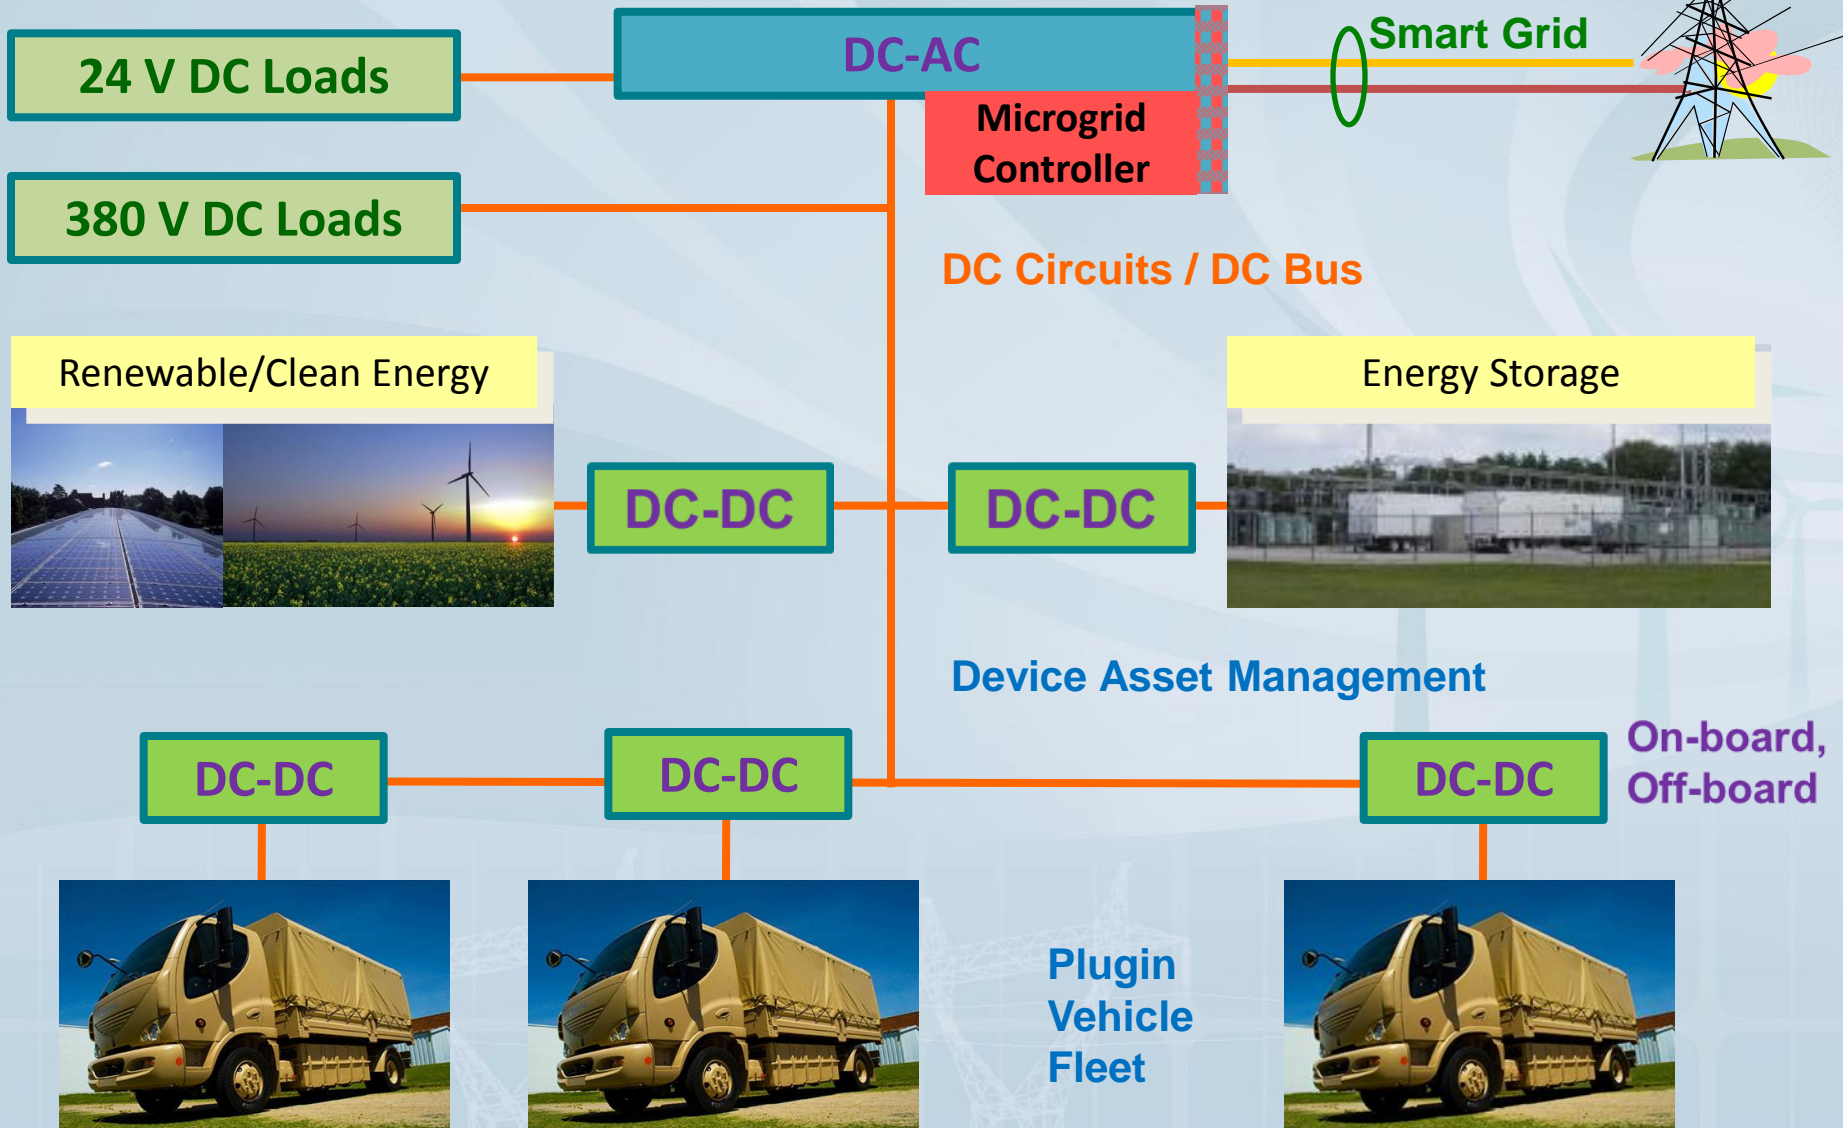 24 V DC Loads
DC-AC
Smart Grid
Microgrid
Controller
380 V DC Loads
DC Circuits / DC Bus
Renewable/Clean Energy
Energy Storage
DC-DC
DC-DC
Device Asset Management
DC-DC
DC-DC
DC-DC
On-board,
Off-board
Plugin
Vehicle
Fleet